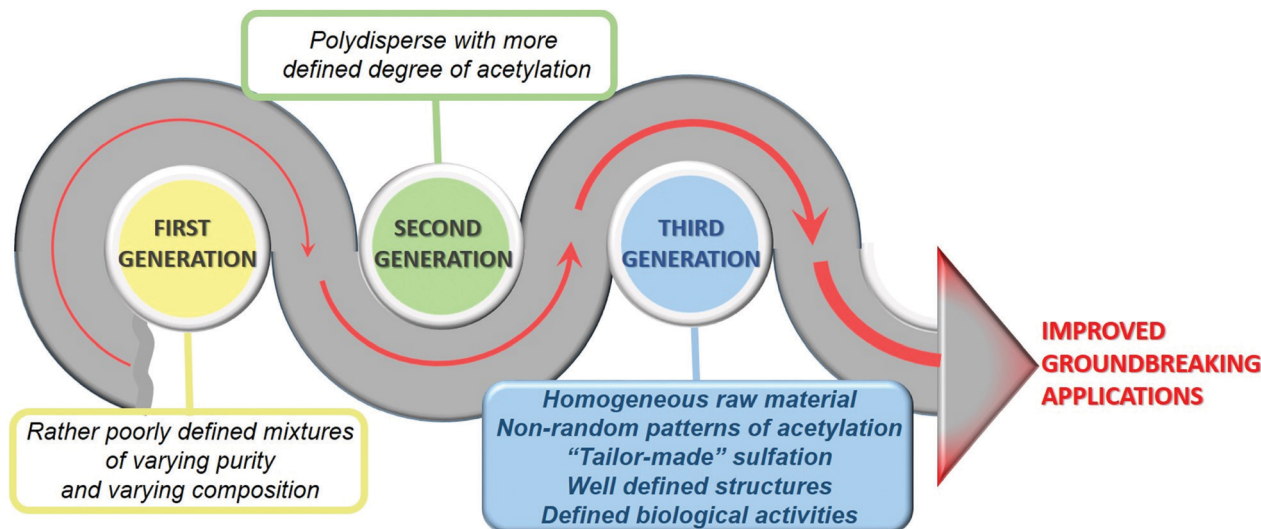 Polydisperse with more
defined degree of acetylation
FIRST
GENERATION
SECOND
GENERATION
THIRD
GENERATION
IMPROVED
GROUNDBREAKING
APPLICATIONS
Rather poorly defined mixtures
of varying purity
and varying composition
Homogeneous raw material
Non-random patterns of acetylation
“Tailor-made” sulfation
Well defined structures
Defined biological activities